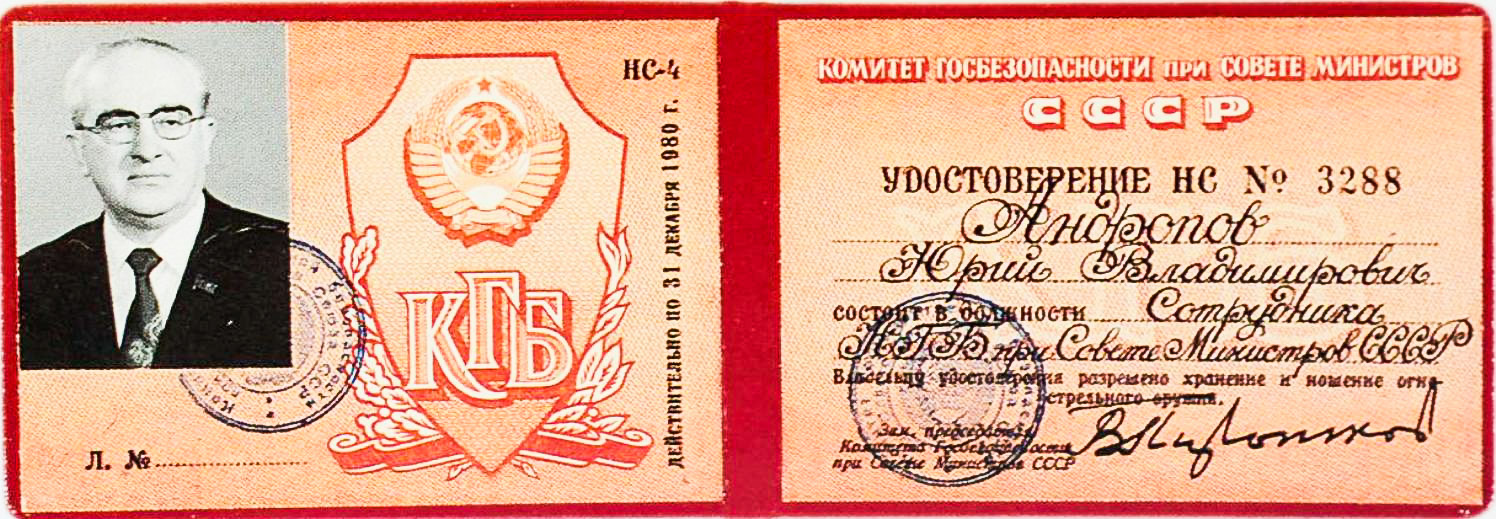 НС-4
КГБ
ДЕЙСТВИТЕЛЬНО ПО 31 ДЕКАБРЯ 1980 г.
Л. №
КОМИТЕТ ГОСБЕЗОПАСНОСТИ ПРИ СОВЕТЕ МИНИСТРОВ
СССР
УДОСТОВЕРЕНИЕ НС № 3288
Андропов
Юрий Владимирович
состоит в должности Сотрудника
КГБ при Совете Министров СССР
Владельцу удостоверения разрешено хранение и ношение огне-
стрельного оружия.
Зам. председателя
Комитета Госбезопасности
при Совете Министров СССР